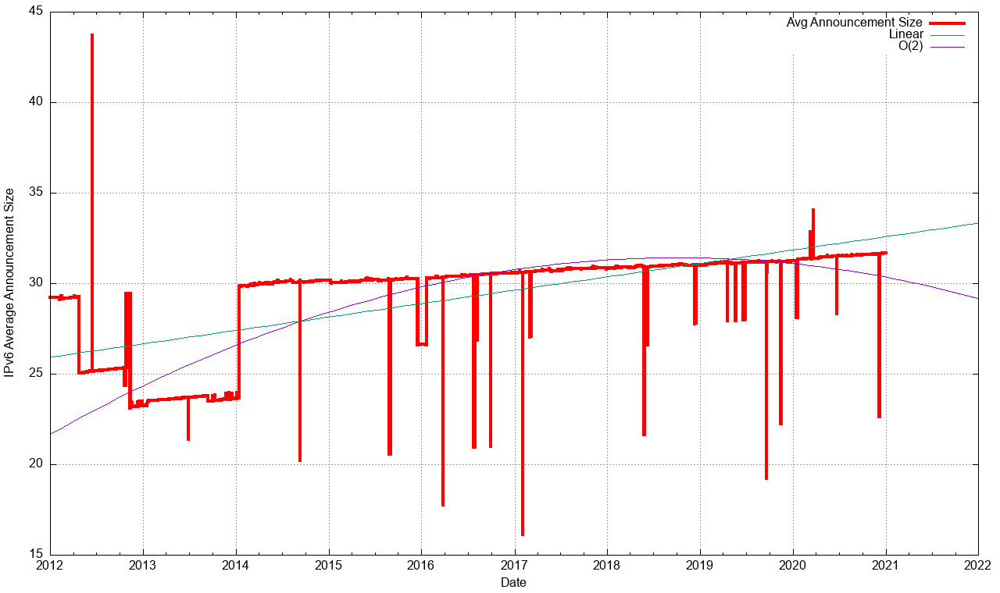 45
40
35
30
25
20
15
IPv6 Average Announcement Size
Avg Announcement Size
Linear
O(2)
2012 2013 2014 2015 2016 2017 2018 2019 2020 2021 2022
Date